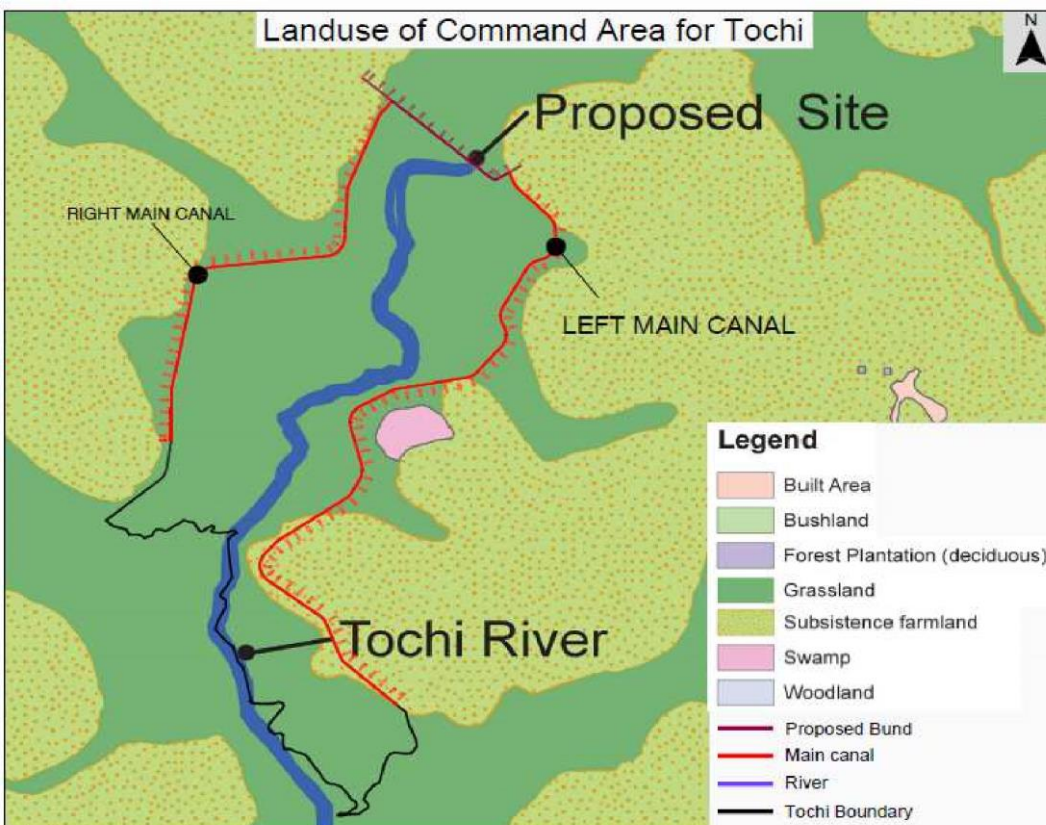 Landuse of Command Area for Tochi
N
Proposed Site
RIGHT MAIN CANAL
LEFT MAIN CANAL
Tochi River
Legend
Built Area
Bushland
Forest Plantation (deciduous)
Grassland
Subsistence farmland
Swamp
Woodland
Proposed Bund
Main canal
River
Tochi Boundary